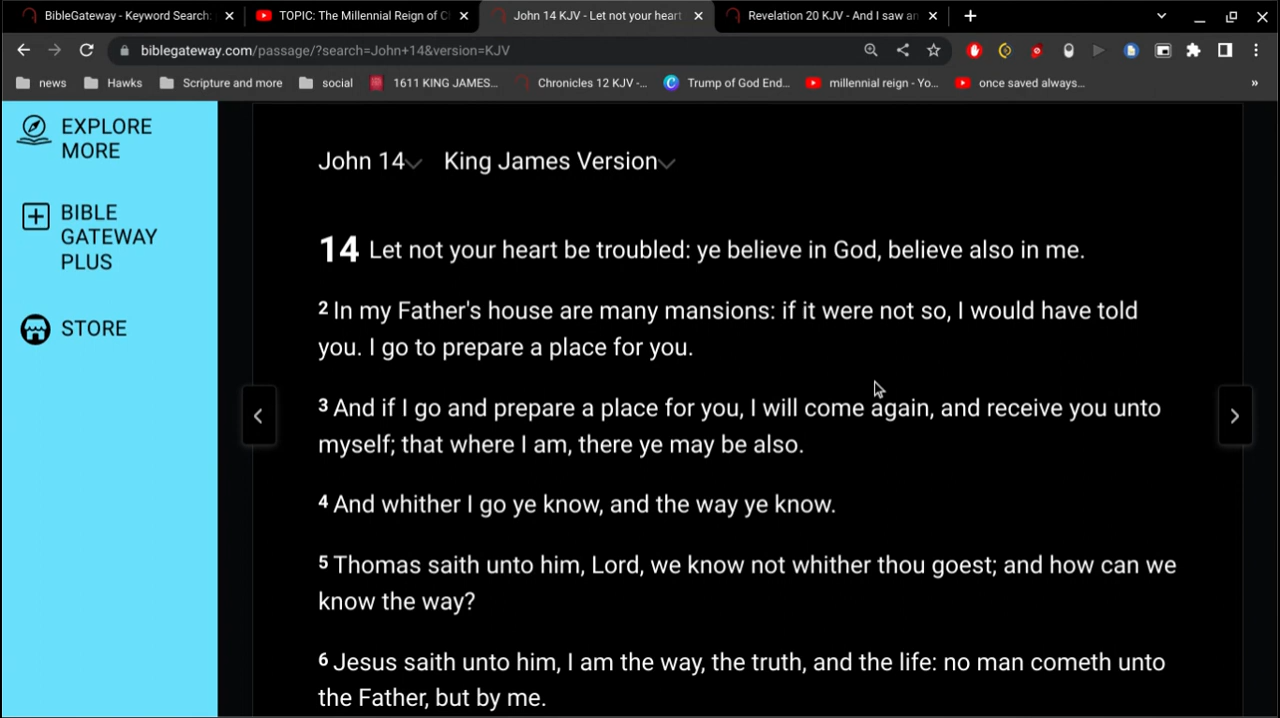 BibleGateway - Keyword Search:
TOPIC: The Millennial Reign of C
John 14 KJV - Let not your heart
Revelation 20 KJV - And I saw an
biblegateway.com/passage/?search=John+14&version=KJV
news
Hawks
Scripture and more
social
1611 KING JAMES...
Chronicles 12 KJV -...
Trump of God End...
millennial reign - Yo...
once saved always...
EXPLORE
MORE
BIBLE
GATEWAY
PLUS
STORE
John 14 King James Version
14 Let not your heart be troubled: ye believe in God, believe also in me.
2 In my Father's house are many mansions: if it were not so, I would have told
you. I go to prepare a place for you.
3 And if I go and prepare a place for you, I will come again, and receive you unto
myself; that where I am, there ye may be also.
4 And whither I go ye know, and the way ye know.
5 Thomas saith unto him, Lord, we know not whither thou goest; and how can we
know the way?
6 Jesus saith unto him, I am the way, the truth, and the life: no man cometh unto
the Father, but by me.